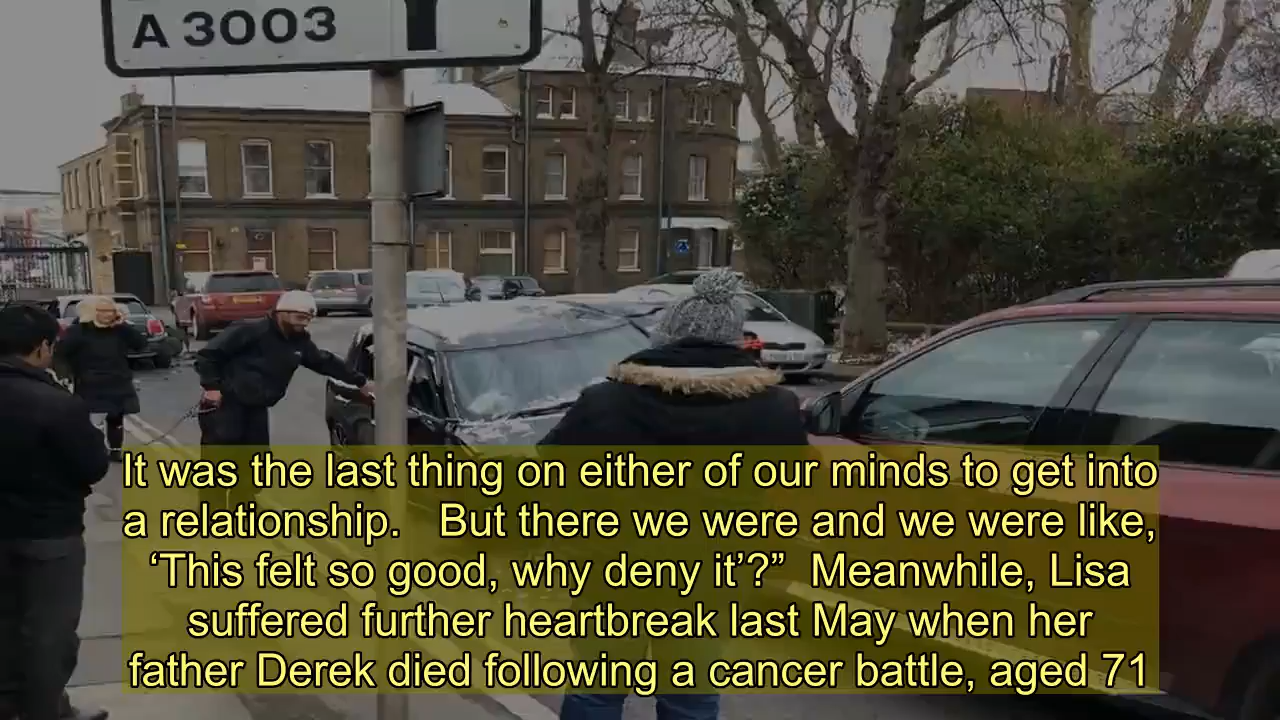 A 3003
It was the last thing on either of our minds to get into
a relationship.   But there we were and we were like,
‘This felt so good, why deny it’?”  Meanwhile, Lisa
suffered further heartbreak last May when her
father Derek died following a cancer battle, aged 71